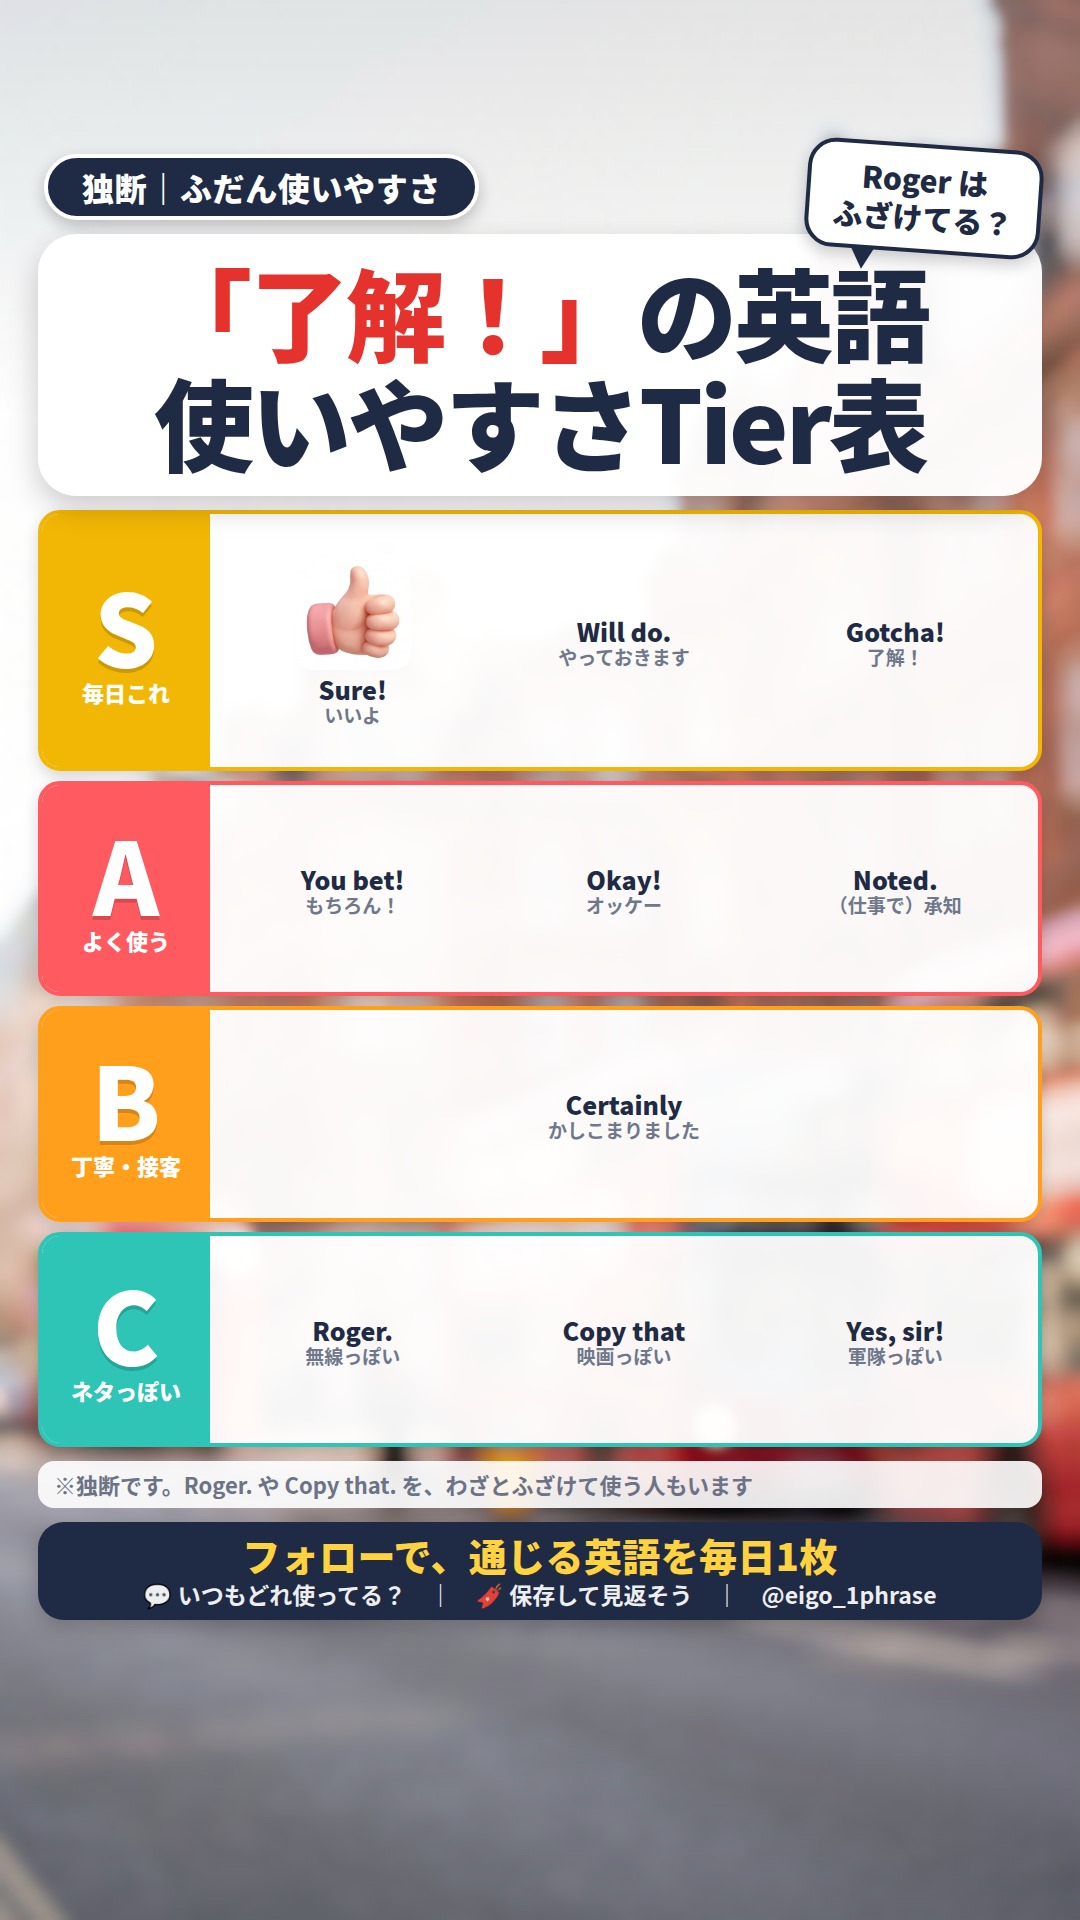 独断｜ふだん使いやすさ
Roger は
ふざけてる？
「了解！」の英語
使いやすさTier表
S
毎日これ
Sure!
いいよ
Will do.
やっておきます
Gotcha!
了解！
A
よく使う
You bet!
もちろん！
Okay!
オッケー
Noted.
（仕事で）承知
B
丁寧・接客
Certainly
かしこまりました
C
ネタっぽい
Roger.
無線っぽい
Copy that
映画っぽい
Yes, sir!
軍隊っぽい
※独断です。Roger. や Copy that. を、わざとふざけて使う人もいます
フォローで、通じる英語を毎日1枚
💬 いつもどれ使ってる？ ｜ 🔖 保存して見返そう ｜ @eigo_1phrase